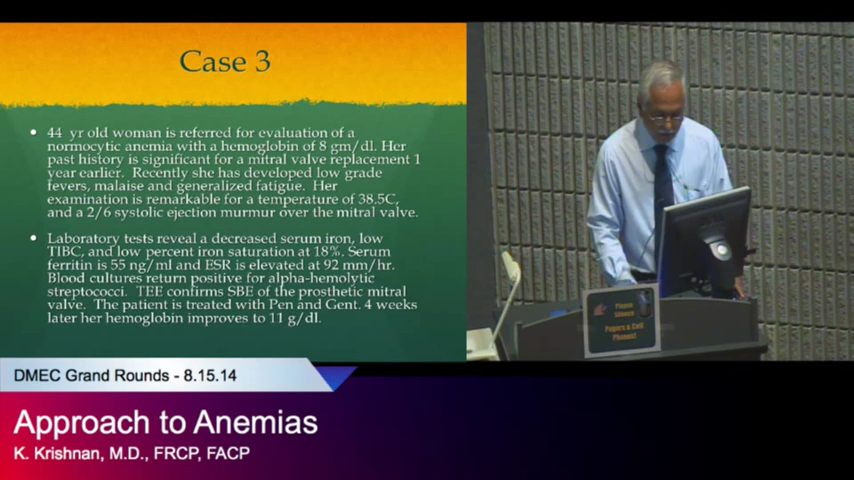 Case 3
• 44 yr old woman is referred for evaluation of a
normocytic anemia with a hemoglobin of 8 gm/dl. Her
past history is significant for a mitral valve replacement 1
year earlier. Recently she has developed low grade
fevers, malaise and generalized fatigue. Her
examination is remarkable for a temperature of 38.5C,
and a 2/6 systolic ejection murmur over the mitral valve.
• Laboratory tests reveal a decreased serum iron, low
TIBC, and low percent iron saturation at 18%. Serum
ferritin is 55 ng/ml and ESR is elevated at 92 mm/hr.
Blood cultures return positive for alpha-hemolytic
streptococci. TEE confirms SBE of the prosthetic mitral
valve. The patient is treated with Pen and Gent. 4 weeks
later her hemoglobin improves to 11 g/dl.
Please
Silence
Pagers & Cell
Phones!
DMEC Grand Rounds - 8.15.14
Approach to Anemias
K. Krishnan, M.D., FRCP, FACP